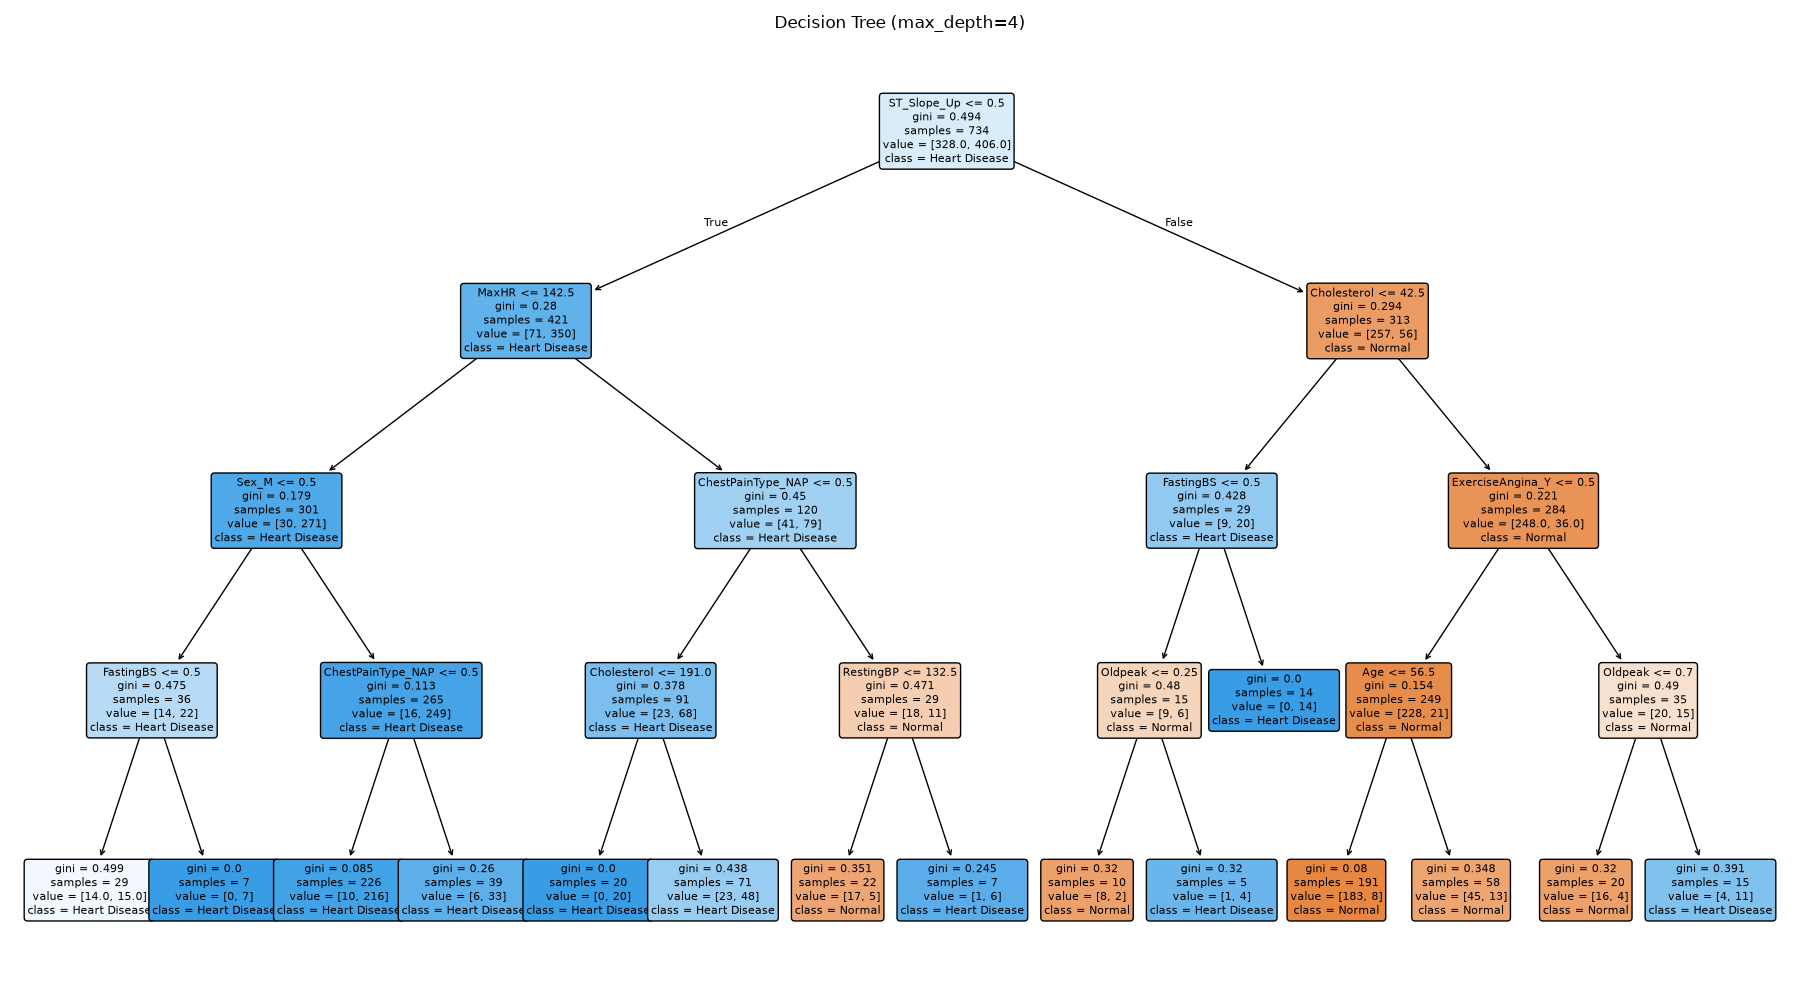 Decision Tree (max_depth=4)
ST_Slope_Up <= 0.5
gini = 0.494
samples = 734
value = [328.0, 406.0]
class = Heart Disease
True
False
MaxHR <= 142.5
gini = 0.28
samples = 421
value = [71, 350]
class = Heart Disease
Cholesterol <= 42.5
gini = 0.294
samples = 313
value = [257, 56]
class = Normal
Sex_M <= 0.5
gini = 0.179
samples = 301
value = [30, 271]
class = Heart Disease
ChestPainType_NAP <= 0.5
gini = 0.45
samples = 120
value = [41, 79]
class = Heart Disease
FastingBS <= 0.5
gini = 0.428
samples = 29
value = [9, 20]
class = Heart Disease
ExerciseAngina_Y <= 0.5
gini = 0.221
samples = 284
value = [248.0, 36.0]
class = Normal
FastingBS <= 0.5
gini = 0.475
samples = 36
value = [14, 22]
class = Heart Disease
ChestPainType_NAP <= 0.5
gini = 0.113
samples = 265
value = [16, 249]
class = Heart Disease
Cholesterol <= 191.0
gini = 0.378
samples = 91
value = [23, 68]
class = Heart Disease
RestingBP <= 132.5
gini = 0.471
samples = 29
value = [18, 11]
class = Normal
Oldpeak <= 0.25
gini = 0.48
samples = 15
value = [9, 6]
class = Normal
gini = 0.0
samples = 14
value = [0, 14]
class = Heart Disease
Age <= 56.5
gini = 0.154
samples = 249
value = [228, 21]
class = Normal
Oldpeak <= 0.7
gini = 0.49
samples = 35
value = [20, 15]
class = Normal
gini = 0.499
samples = 29
value = [14.0, 15.0]
class = Heart Disease
gini = 0.0
samples = 7
value = [0, 7]
class = Heart Disease
gini = 0.085
samples = 226
value = [10, 216]
class = Heart Disease
gini = 0.26
samples = 39
value = [6, 33]
class = Heart Disease
gini = 0.0
samples = 20
value = [0, 20]
class = Heart Disease
gini = 0.438
samples = 71
value = [23, 48]
class = Heart Disease
gini = 0.351
samples = 22
value = [17, 5]
class = Normal
gini = 0.245
samples = 7
value = [1, 6]
class = Heart Disease
gini = 0.32
samples = 10
value = [8, 2]
class = Normal
gini = 0.32
samples = 5
value = [1, 4]
class = Heart Disease
gini = 0.08
samples = 191
value = [183, 8]
class = Normal
gini = 0.348
samples = 58
value = [45, 13]
class = Normal
gini = 0.32
samples = 20
value = [16, 4]
class = Normal
gini = 0.391
samples = 15
value = [4, 11]
class = Heart Disease